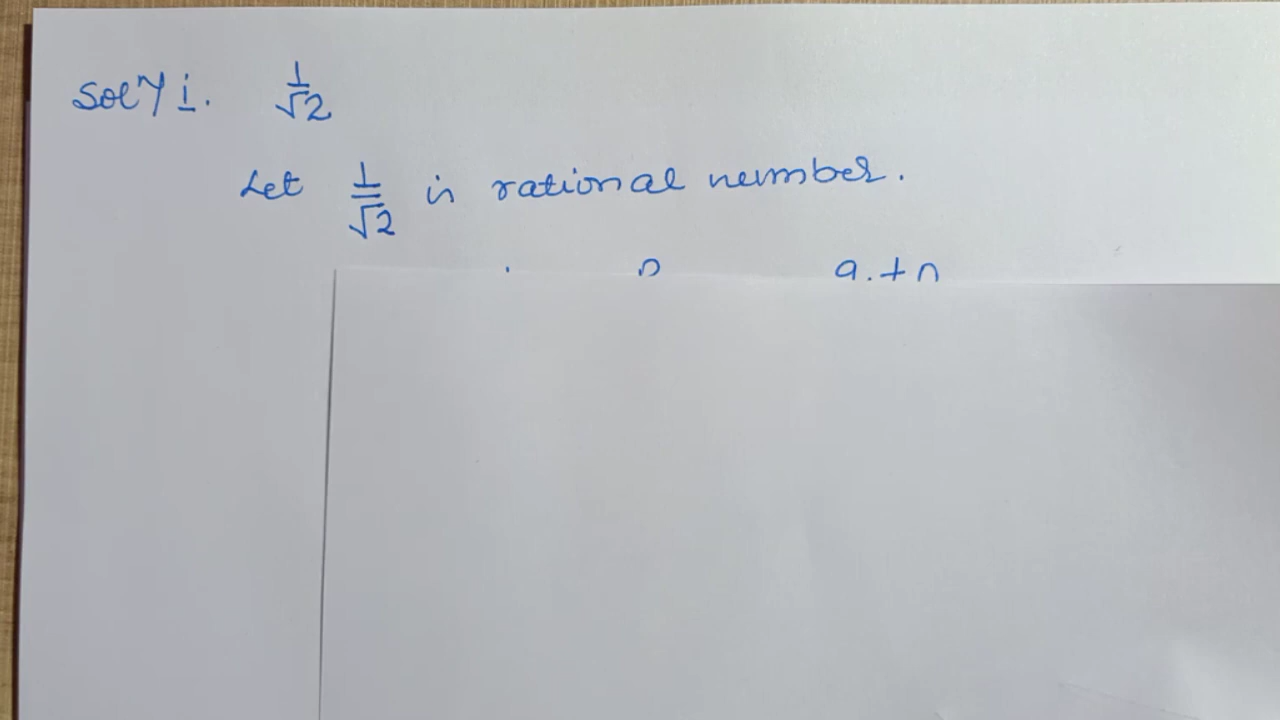 Solⁿ/ i. 1/√2
Let 1/√2 is rational number.